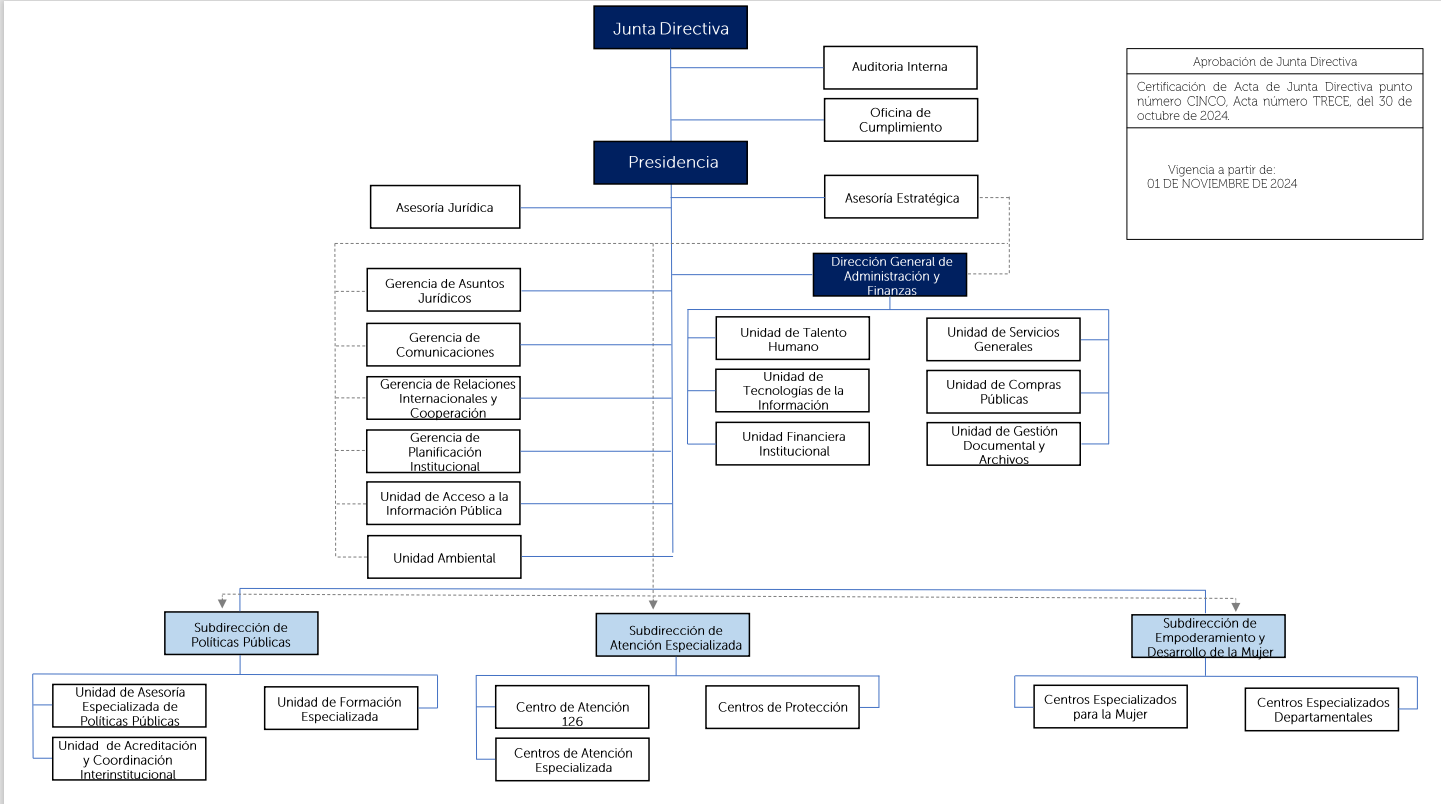 Junta Directiva
Auditoria Interna
Oficina de
Cumplimiento
Aprobación de Junta Directiva
Certificación de Acta de Junta Directiva punto
número CINCO, Acta número TRECE, del 30 de
octubre de 2024.
Vigencia a partir de:
01 DE NOVIEMBRE DE 2024
Presidencia
Asesoría Jurídica
Asesoría Estratégica
Dirección General de
Administración y
Finanzas
Gerencia de Asuntos
Jurídicos
Gerencia de
Comunicaciones
Gerencia de Relaciones
Internacionales y
Cooperación
Gerencia de
Planificación
Institucional
Unidad de Acceso a la
Información Pública
Unidad Ambiental
Unidad de Talento
Humano
Unidad de
Tecnologías de la
Información
Unidad Financiera
Institucional
Unidad de Servicios
Generales
Unidad de Compras
Públicas
Unidad de Gestión
Documental y
Archivos
Subdirección de
Políticas Públicas
Unidad de Asesoría
Especializada de
Políticas Públicas
Unidad de Acreditación
y Coordinación
Interinstitucional
Unidad de Formación
Especializada
Subdirección de
Atención Especializada
Centro de Atención
126
Centros de Atención
Especializada
Centros de Protección
Subdirección de
Empoderamiento y
Desarrollo de la Mujer
Centros Especializados
para la Mujer
Centros Especializados
Departamentales